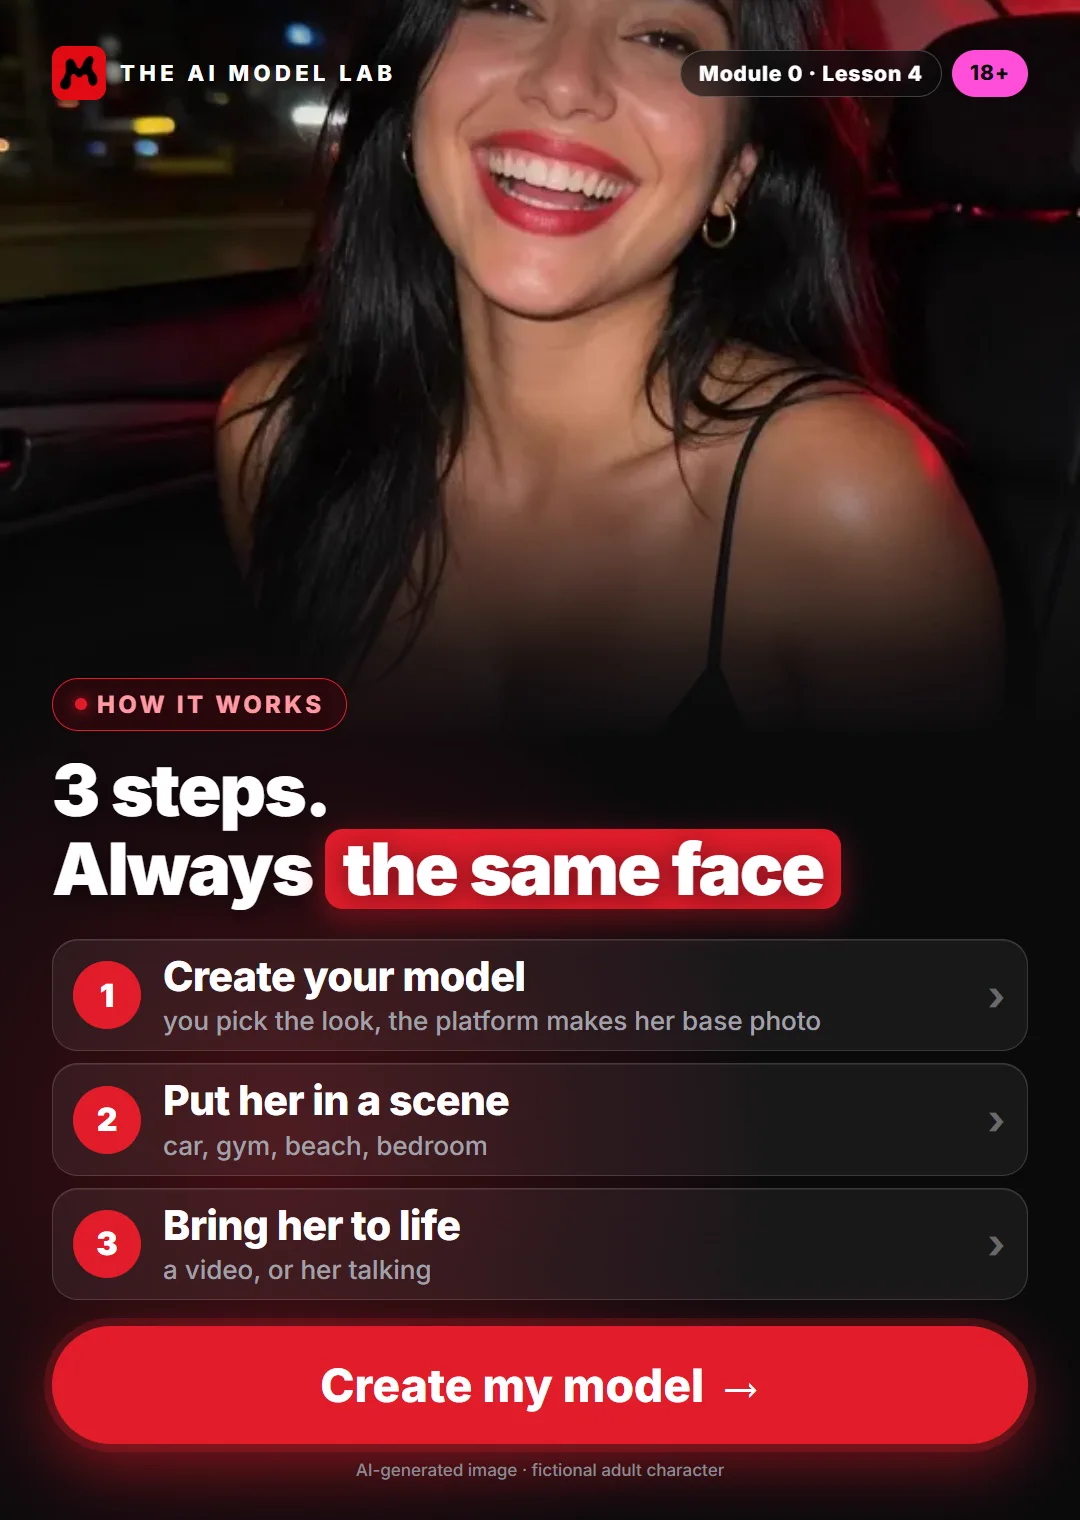 THE AI MODEL LAB
Module 0 · Lesson 4
18+
HOW IT WORKS
3 steps.
Always the same face
1
Create your model
you pick the look, the platform makes her base photo
›
2
Put her in a scene
car, gym, beach, bedroom
›
3
Bring her to life
a video, or her talking
›
Create my model →
AI-generated image · fictional adult character